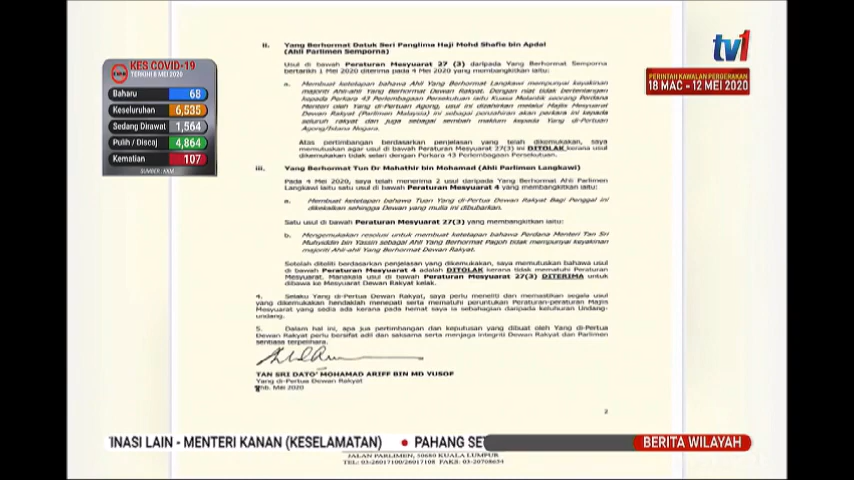 ii. Yang Berhormat Datuk Seri Panglima Haji Mohd Shafie bin Apdal
(Ahli Parlimen Semporna)
Usul di bawah Peraturan Mesyuarat 27 (3) daripada Yang Berhormat Semporna
bertarikh 1 Mei 2020 diterima pada 4 Mei 2020 yang membangkitkan iaitu:
a. Membuat ketetapan bahawa Ahli Yang Berhormat Langkawi mempunyai keyakinan
majoriti Ahli-ahli Yang Berhormat Dewan Rakyat. Dengan niat tidak bertentangan
kepada Perkara 43 Perlembagaan Persekutuan iaitu Kuasa Melantik seorang Perdana
Menteri oleh Yang di-Pertuan Agong, usul ini disyorkan melalui Majlis Mesyuarat
Dewan Rakyat (Parlimen Malaysia) ini sebagai pencerahan akan perkara ini kepada
seluruh rakyat dan juga sebagai sembah maklum kepada Yang di-Pertuan
Agong/Istana Negara.
Atas pertimbangan berdasarkan penjelasan yang telah dikemukakan, saya
memutuskan agar usul di bawah Peraturan Mesyuarat 27(3) ini DITOLAK kerana usul
dikemukakan tidak selari dengan Perkara 43 Perlembagaan Persekutuan.
iii. Yang Berhormat Tun Dr Mahathir bin Mohamad (Ahli Parlimen Langkawi)
Pada 4 Mei 2020, saya telah menerima 2 usul daripada Yang Berhormat Ahli Parlimen
Langkawi iaitu satu usul di bawah Peraturan Mesyuarat 4 yang membangkitkan iaitu:
a. Membuat ketetapan bahawa Tuan Yang di-Pertua Dewan Rakyat Bagi Penggal ini
dikekalkan sehingga Dewan yang mulia ini dibubarkan.
Satu usul di bawah Peraturan Mesyuarat 27(3) yang membangkitkan iaitu:
b. Mengemukakan resolusi untuk membuat ketetapan bahawa Perdana Menteri Tan Sri
Muhyiddin bin Yassin sebagai Ahli Yang Berhormat Pagoh tidak mempunyai keyakinan
majoriti Ahli-ahli Yang Berhormat Dewan Rakyat.
Setelah diteliti berdasarkan penjelasan yang dikemukakan, saya memutuskan bahawa usul
di bawah Peraturan Mesyuarat 4 adalah DITOLAK kerana tidak mematuhi Peraturan
Mesyuarat. Manakala usul di bawah Peraturan Mesyuarat 27(3) DITERIMA untuk
dibawa ke Mesyuarat Dewan Rakyat kelak.
4. Selaku Yang di-Pertua Dewan Rakyat, saya perlu meneliti dan memastikan segala usul
yang dikemukakan hendaklah menepati serta mematuhi peruntukan Peraturan-peraturan Majlis
Mesyuarat yang sedia ada kerana pada hemat saya ia sebahagian daripada keluhuran Undang-
undang.
5. Dalam hal ini, apa jua pertimbangan dan keputusan yang dibuat oleh Yang di-Pertua
Dewan Rakyat perlu bersifat adil dan saksama serta menjaga integriti Dewan Rakyat dan Parlimen
sentiasa terpelihara.
TAN SRI DATO' MOHAMAD ARIFF BIN MD YUSOF
Yang di-Pertua Dewan Rakyat
Mei 2020
2
JALAN PARLIMEN, 50680 KUALA LUMPUR
TEL: 03-26017100/26017108 FAKS: 03-20708634
KES COVID-19
TERKINI 8 MEI 2020
Baharu 68
Keseluruhan 6,535
Sedang Dirawat 1,564
Pulih / Discaj 4,864
Kematian 107
SUMBER : KKM
tv1
PERINTAH KAWALAN PERGERAKAN
18 MAC - 12 MEI 2020
INASI LAIN - MENTERI KANAN (KESELAMATAN) • PAHANG SE
BERITA WILAYAH